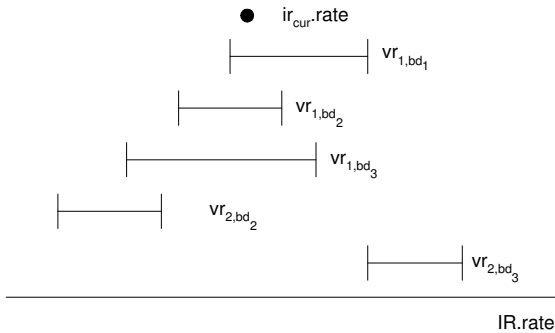 ir_cur.rate
vr_1,bd_1
vr_1,bd_2
vr_1,bd_3
vr_2,bd_2
vr_2,bd_3
IR.rate